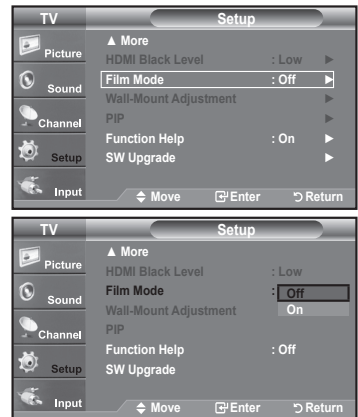 TV Setup
Picture
Sound
Channel
Setup
Input
▲ More
HDMI Black Level : Low ►
Film Mode : Off ►
Wall-Mount Adjustment ►
PIP ►
Function Help : On ►
SW Upgrade ►
Move Enter Return
TV Setup
Picture
Sound
Channel
Setup
Input
▲ More
HDMI Black Level : Low
Film Mode : Off
On
Wall-Mount Adjustment
PIP
Function Help : Off
SW Upgrade
Move Enter Return